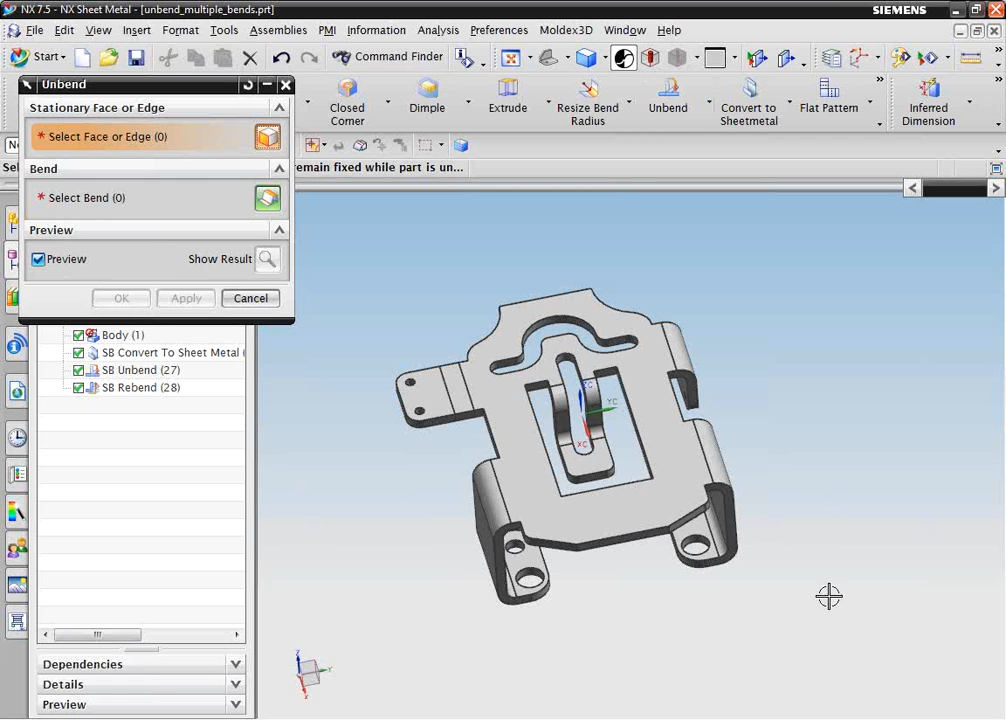 NX 7.5 - NX Sheet Metal - [unbend_multiple_bends.prt]
SIEMENS
File Edit View Insert Format Tools Assemblies PMI Information Analysis Preferences Moldex3D Window Help
Start
Command Finder
Unbend
Closed Corner
Dimple
Extrude
Resize Bend Radius
Unbend
Convert to Sheetmetal
Flat Pattern
Inferred Dimension
Stationary Face or Edge
* Select Face or Edge (0)
remain fixed while part is un...
Bend
* Select Bend (0)
Preview
Preview
Show Result
OK
Apply
Cancel
Body (1)
SB Convert To Sheet Metal (
SB Unbend (27)
SB Rebend (28)
ZC
YC
XC
Dependencies
Details
Preview
Z
Y
X